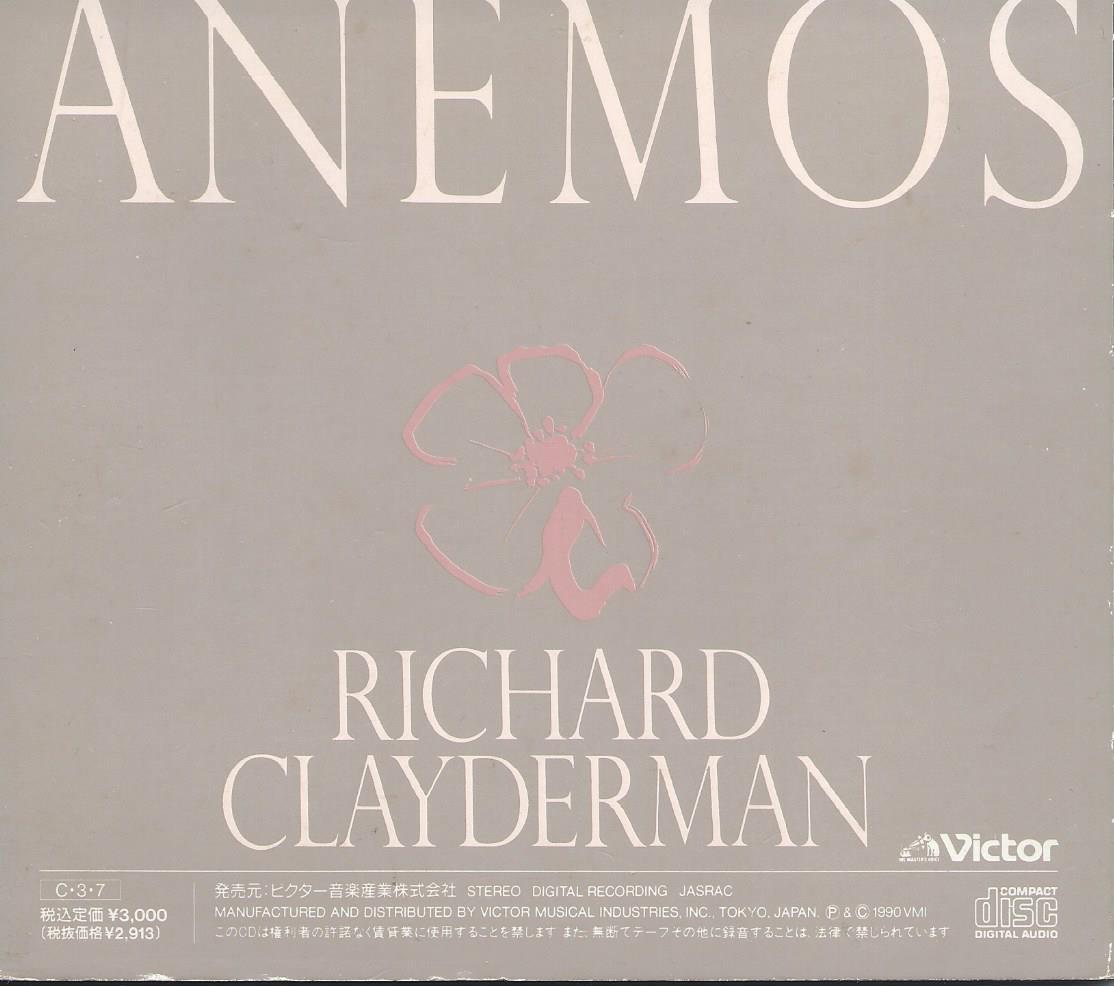 ANEMOS
RICHARD
CLAYDERMAN
HIS MASTER'S VOICE
Victor
C・3・7
税込定価 ¥3,000
(税抜価格¥2,913)
発売元:ビクター音楽産業株式会社 STEREO DIGITAL RECORDING JASRAC
MANUFACTURED AND DISTRIBUTED BY VICTOR MUSICAL INDUSTRIES, INC., TOKYO, JAPAN. Ⓟ & Ⓒ 1990 VMI
このCDは権利者の許諾なく賃貸業に使用することを禁します また、無断でテープその他に録音することは、法律で禁じられています
COMPACT
disc
DIGITAL AUDIO